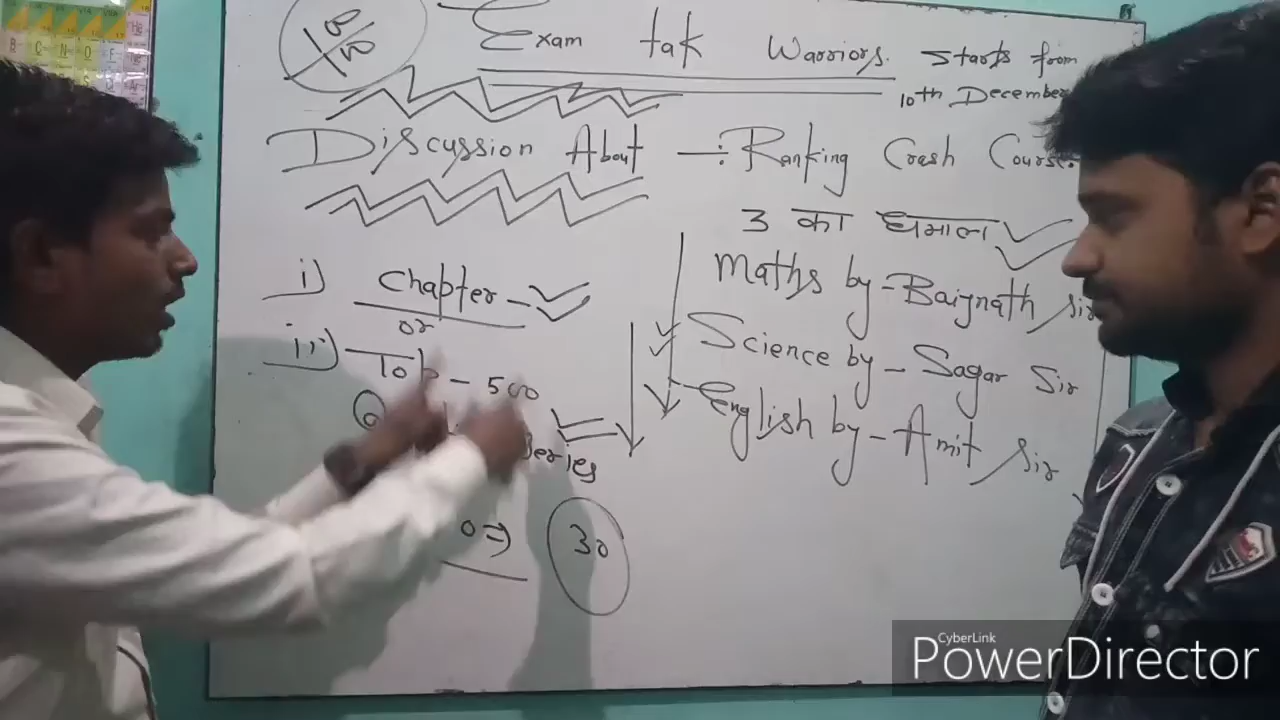 Exam tak Warriors. Starts from
10th December
Discussion About -: Ranking Crash Course.
3 का धमाल
i) Chapter -
or
ii) Top - 500
Series
0 => 30
Maths by - Baijnath Sir
Science by - Sagar Sir
English by - Amit Sir
CyberLink
PowerDirector